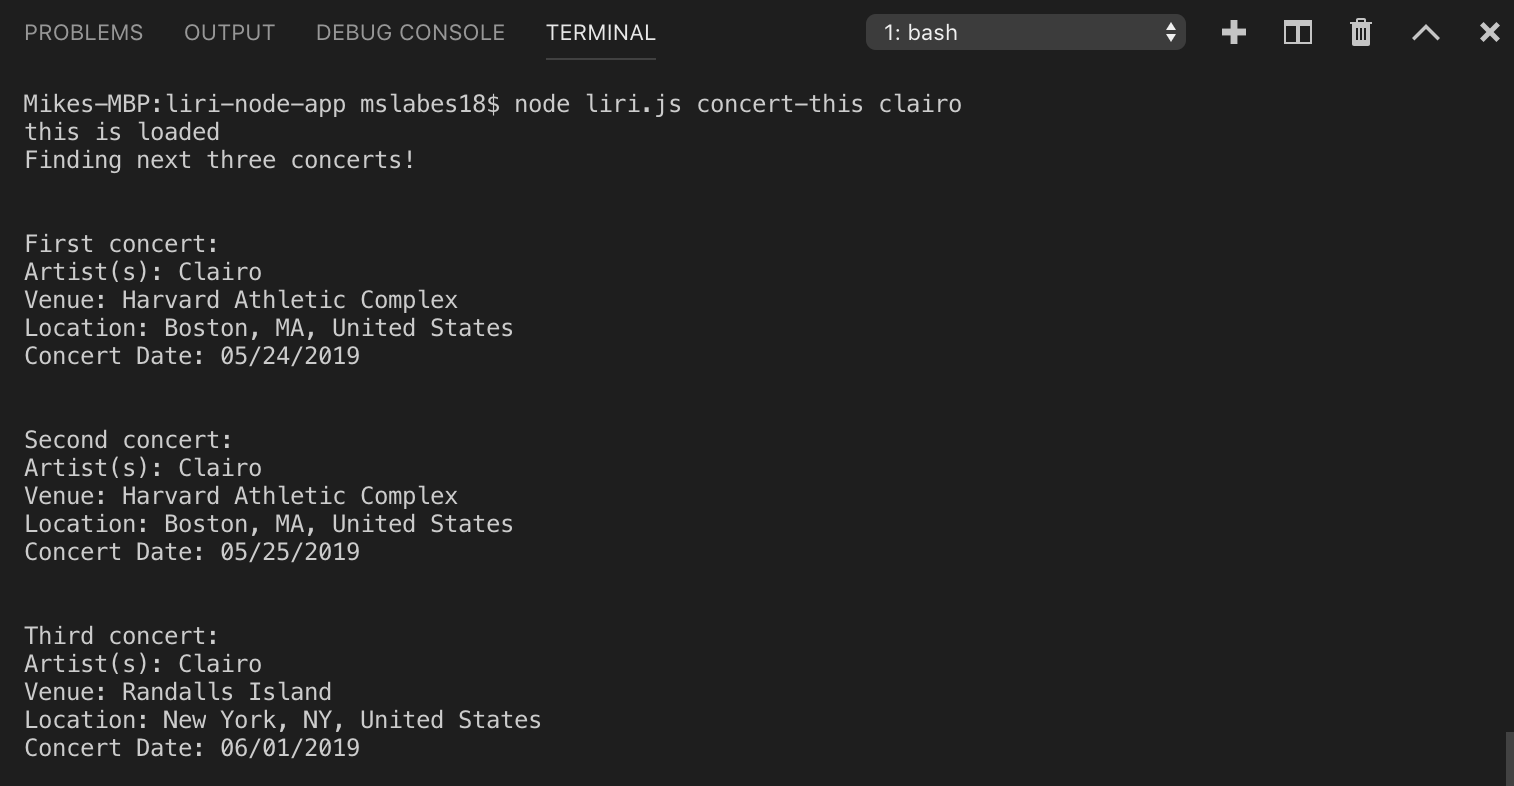 PROBLEMS OUTPUT DEBUG CONSOLE TERMINAL 1: bash
Mikes-MBP:liri-node-app mslabes18$ node liri.js concert-this clairo
this is loaded
Finding next three concerts!
First concert:
Artist(s): Clairo
Venue: Harvard Athletic Complex
Location: Boston, MA, United States
Concert Date: 05/24/2019
Second concert:
Artist(s): Clairo
Venue: Harvard Athletic Complex
Location: Boston, MA, United States
Concert Date: 05/25/2019
Third concert:
Artist(s): Clairo
Venue: Randalls Island
Location: New York, NY, United States
Concert Date: 06/01/2019